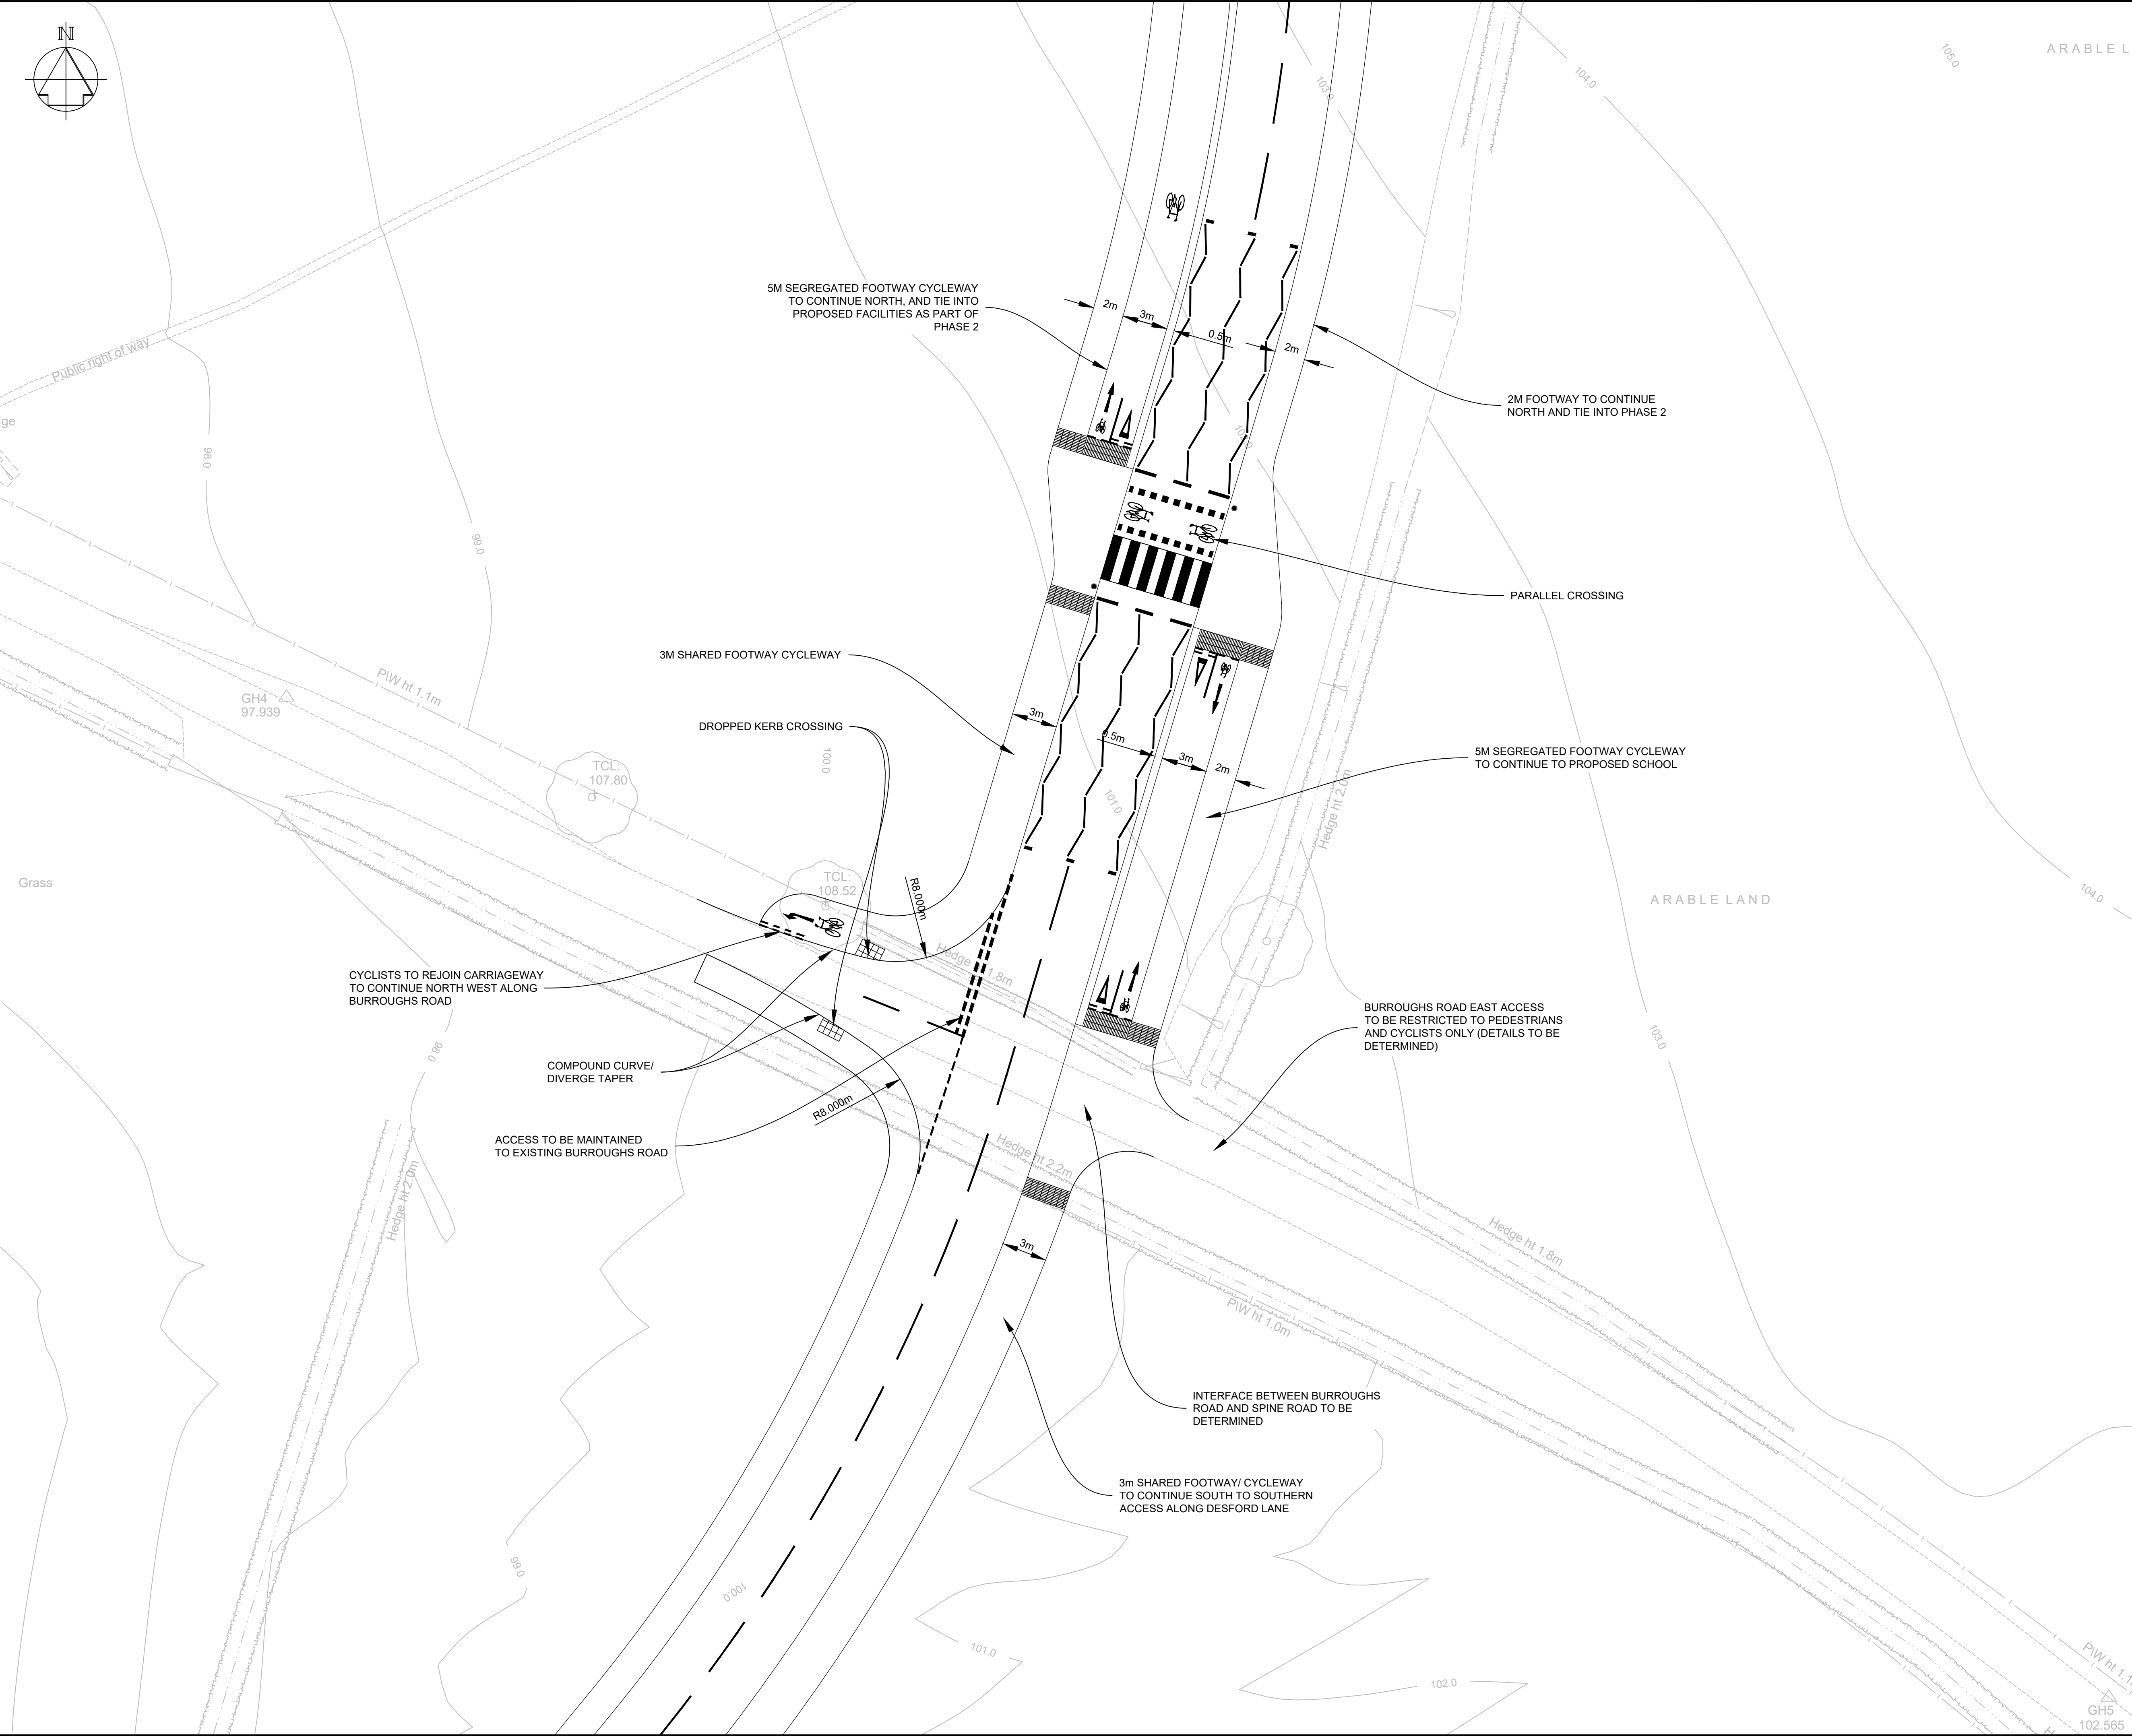 N
105.0
ARABLE L
104.0
103.0
5M SEGREGATED FOOTWAY CYCLEWAY
TO CONTINUE NORTH, AND TIE INTO
PROPOSED FACILITIES AS PART OF
PHASE 2
2m
3m
0.5m
2m
Public right of way
2M FOOTWAY TO CONTINUE
NORTH AND TIE INTO PHASE 2
98.0
99.0
PARALLEL CROSSING
3M SHARED FOOTWAY CYCLEWAY
P\W ht 1.1m
GH4
97.939
3m
DROPPED KERB CROSSING
0.5m
3m
2m
100.0
5M SEGREGATED FOOTWAY CYCLEWAY
TO CONTINUE TO PROPOSED SCHOOL
TCL:
107.80
101.0
Hedge ht 2.0m
TCL:
108.52
R8.000m
Grass
ARABLE LAND
104.0
Hedge
1.8m
CYCLISTS TO REJOIN CARRIAGEWAY
TO CONTINUE NORTH WEST ALONG
BURROUGHS ROAD
BURROUGHS ROAD EAST ACCESS
TO BE RESTRICTED TO PEDESTRIANS
AND CYCLISTS ONLY (DETAILS TO BE
DETERMINED)
103.0
98.0
COMPOUND CURVE/
DIVERGE TAPER
R8.000m
ACCESS TO BE MAINTAINED
TO EXISTING BURROUGHS ROAD
Hedge ht 2.2m
Hedge ht 2.0m
3m
Hedge ht 1.8m
P\W ht 1.0m
INTERFACE BETWEEN BURROUGHS
ROAD AND SPINE ROAD TO BE
DETERMINED
3m SHARED FOOTWAY/ CYCLEWAY
TO CONTINUE SOUTH TO SOUTHERN
ACCESS ALONG DESFORD LANE
99.0
100.0
101.0
102.0
P\W ht 1.1
GH5
102.565